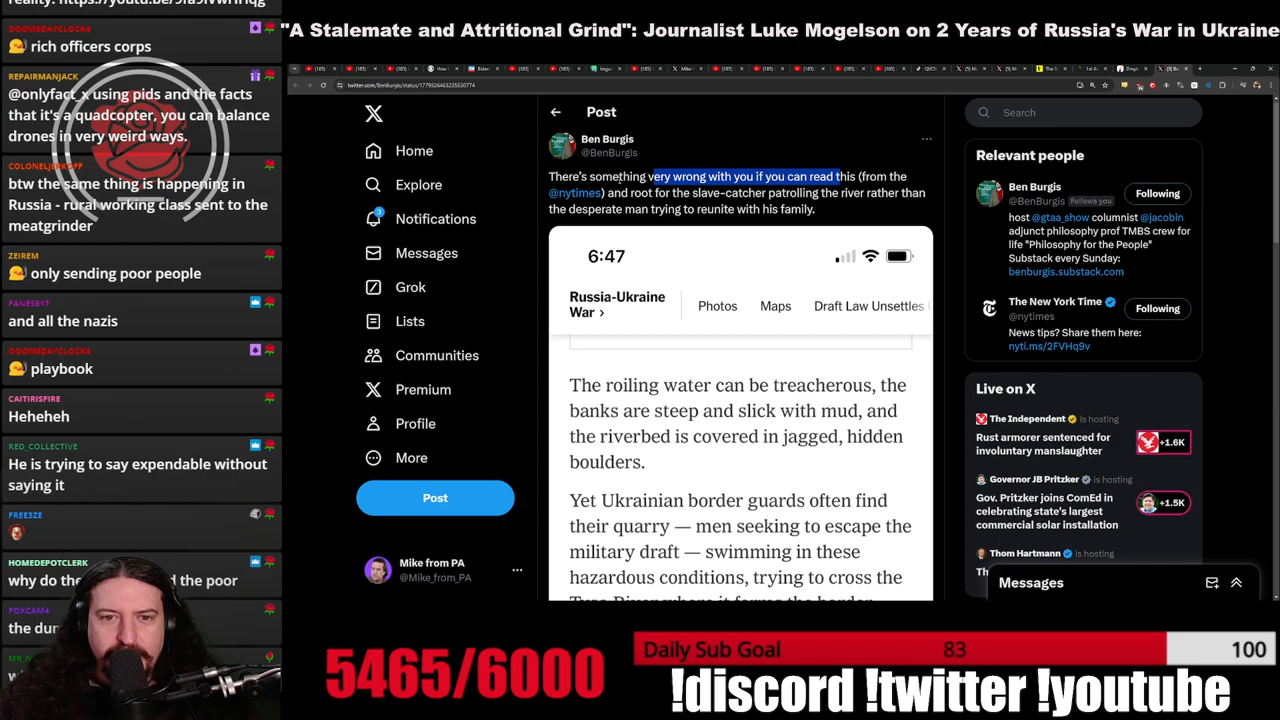 "A Stalemate and Attritional Grind": Journalist Luke Mogelson on 2 Years of Russia's War in Ukraine
DOOMSDAYCLOCK4
rich officers corps
REPAIRMANJACK
@onlyfact_x using pids and the facts
that it's a quadcopter, you can balance
drones in very weird ways.
btw the same thing is happening in
Russia - rural working class sent to the
meatgrinder
ZEIREM
only sending poor people
FANES917
and all the nazis
DOOMSDAYCLOCK4
playbook
CAITIRISFIRE
Heheheh
RED_COLLECTIVE
He is trying to say expendable without
saying it
FREE3ZE
HOMEDEPOTCLERK
why do the
the poor
FOXCAM4
the
twitter.com/BenBurgis/status/1779326463235530774
Home
Explore
Notifications
Messages
Grok
Lists
Communities
Premium
Profile
More
Post
Mike from PA
@Mike_from_PA
Post
Ben Burgis
@BenBurgis
There's something very wrong with you if you can read this (from the
@nytimes) and root for the slave-catcher patrolling the river rather than
the desperate man trying to reunite with his family.
6:47
Russia-Ukraine
War ›
Photos
Maps
Draft Law Unsettles
The roiling water can be treacherous, the
banks are steep and slick with mud, and
the riverbed is covered in jagged, hidden
boulders.
Yet Ukrainian border guards often find
their quarry — men seeking to escape the
military draft — swimming in these
hazardous conditions, trying to cross the
Search
Relevant people
Ben Burgis
@BenBurgis Follows you
Following
host @gtaa_show columnist @jacobin
adjunct philosophy prof TMBS crew for
life "Philosophy for the People"
Substack every Sunday:
benburgis.substack.com
The New York Time
@nytimes
Following
News tips? Share them here:
nyti.ms/2FVHq9v
Live on X
The Independent is hosting
Rust armorer sentenced for
involuntary manslaughter
+1.6K
Governor JB Pritzker is hosting
Gov. Pritzker joins ComEd in
celebrating state's largest
commercial solar installation
+1.5K
Thom Hartmann is hosting
Messages
5465/6000
Daily Sub Goal 83 100
!discord !twitter !youtube